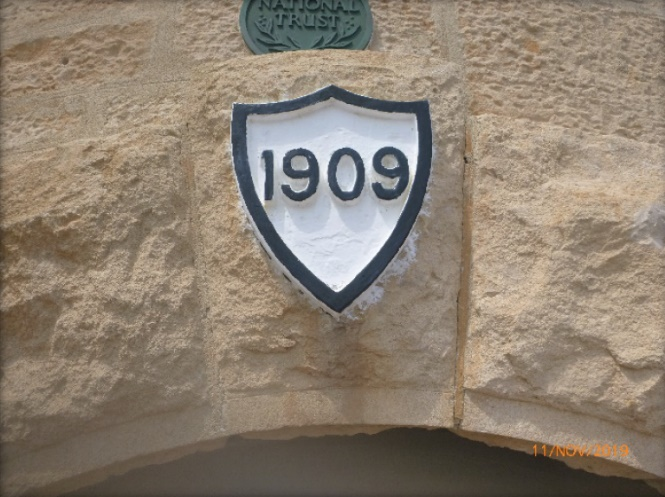 NATIONAL
TRUST
1909
11/NOV/2019